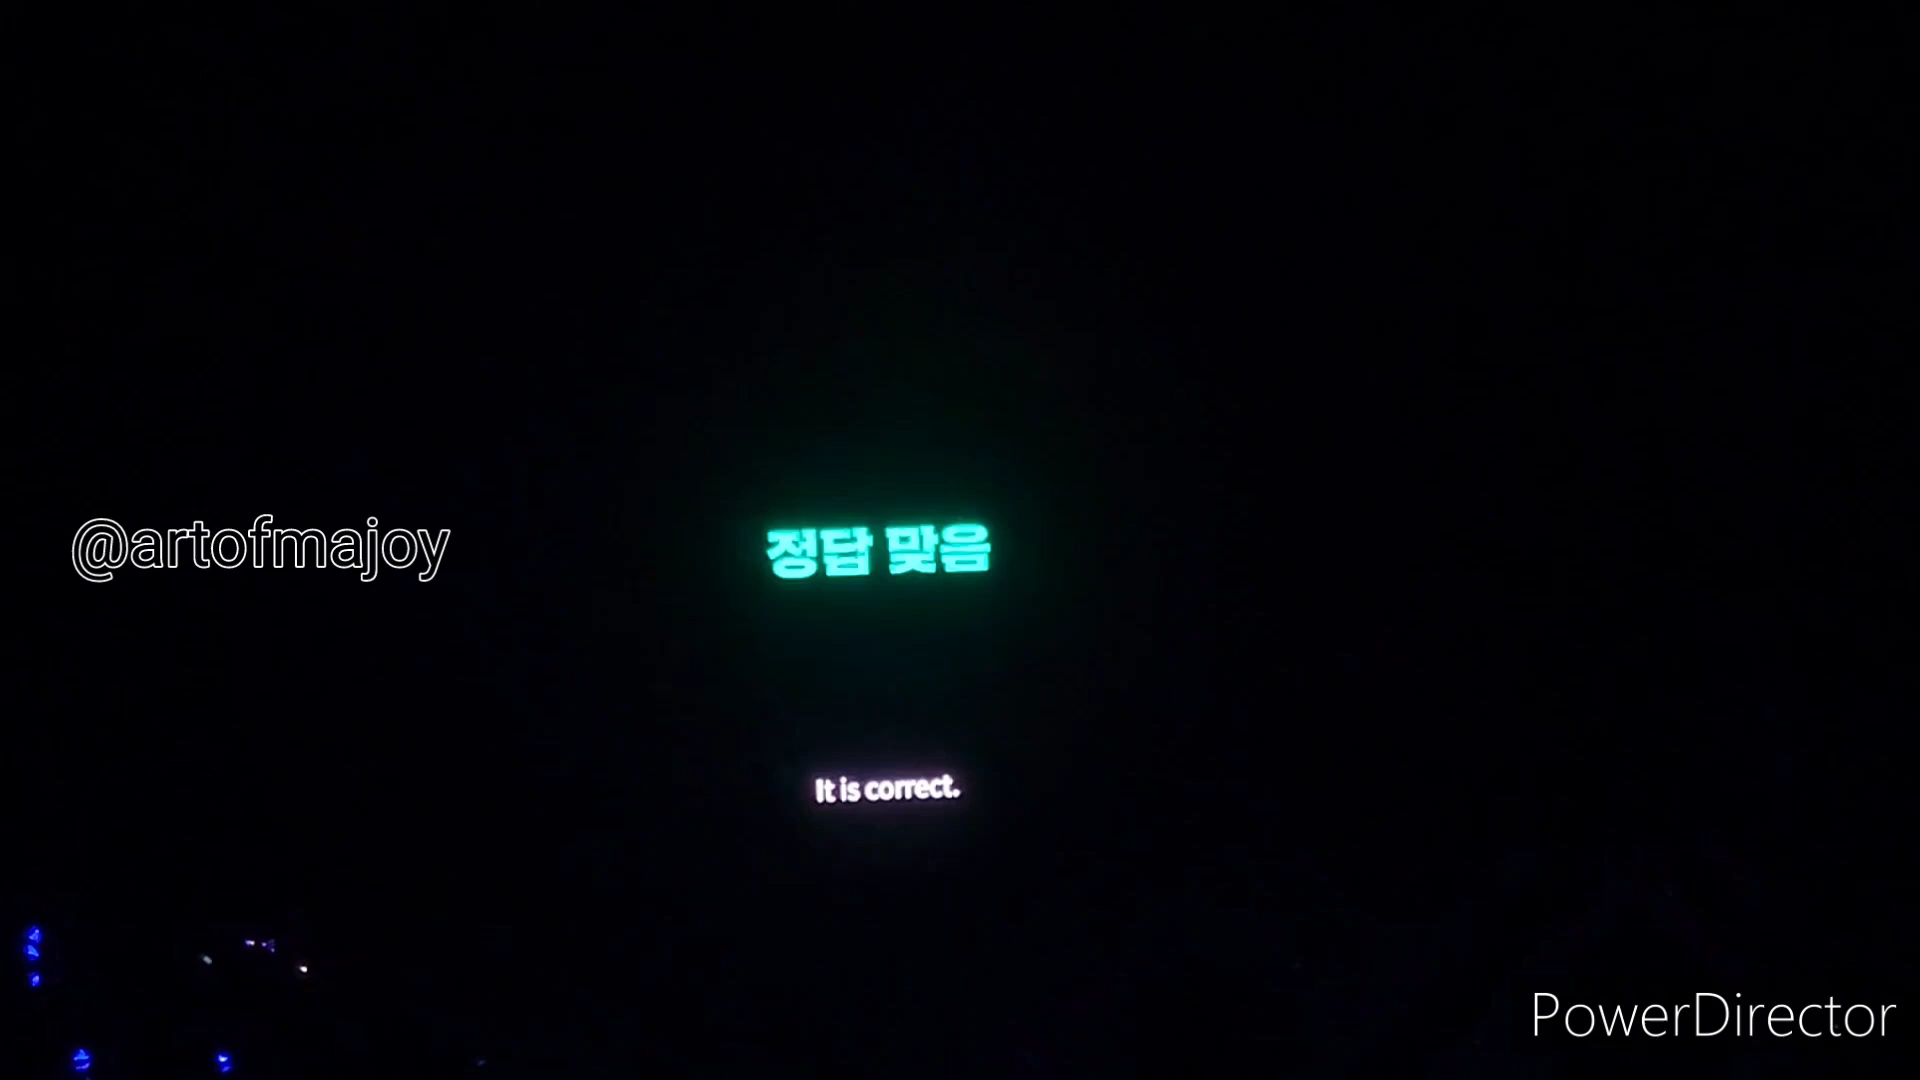 @artofmajoy
정답 맞음
It is correct.
PowerDirector